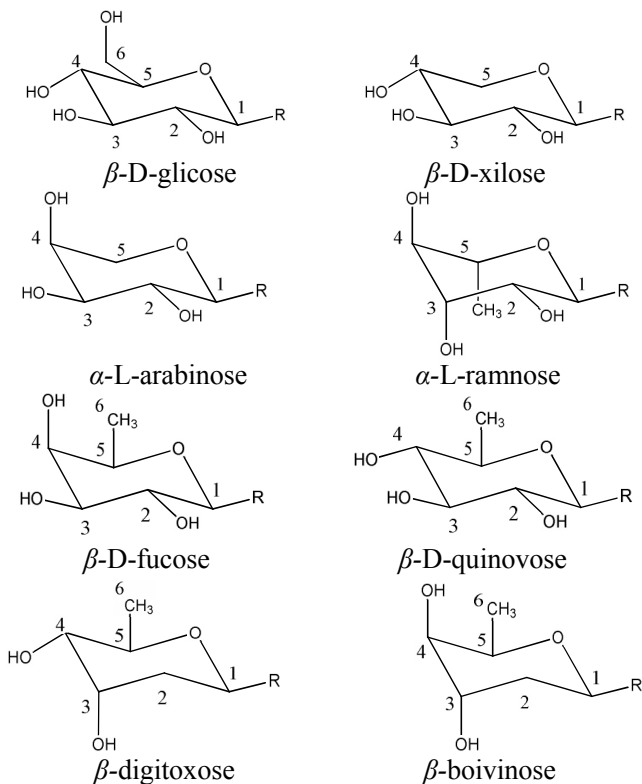 OH
6
4
5
O
HO
HO
1
R
2
OH
3
β-D-glicose
4
5
O
HO
HO
1
R
2
OH
3
β-D-xilose
OH
4
5
O
HO
1
R
2
OH
3
α-L-arabinose
OH
4
5
O
1
R
3
CH₃
2
OH
OH
α-L-ramnose
OH
6
CH₃
4
5
O
HO
1
R
2
OH
3
β-D-fucose
6
CH₃
4
5
O
HO
HO
1
R
2
OH
3
β-D-quinovose
6
CH₃
4
5
O
HO
1
R
3
2
OH
β-digitoxose
OH
6
CH₃
5
O
4
1
R
3
2
OH
β-boivinose